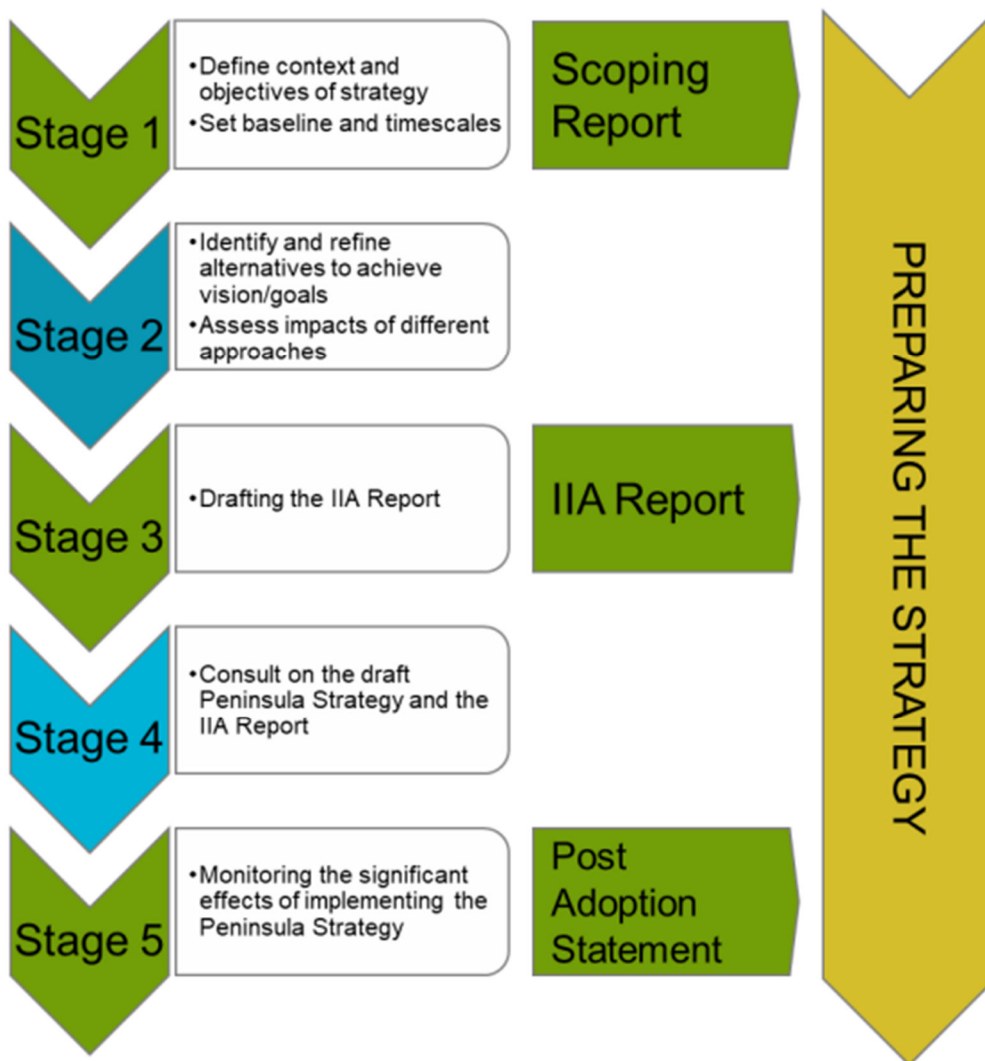 Stage 1
•Define context and
objectives of strategy
•Set baseline and timescales
Scoping
Report
Stage 2
•Identify and refine
alternatives to achieve
vision/goals
•Assess impacts of different
approaches
Stage 3
•Drafting the IIA Report
IIA Report
Stage 4
•Consult on the draft
Peninsula Strategy and the
IIA Report
Stage 5
•Monitoring the significant
effects of implementing the
Peninsula Strategy
Post
Adoption
Statement
PREPARING THE STRATEGY